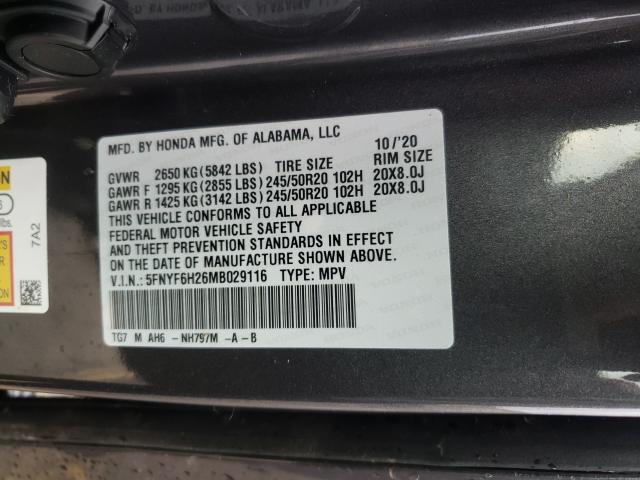 MFD. BY HONDA MFG. OF ALABAMA, LLC 10/'20
GVWR 2650 KG (5842 LBS) TIRE SIZE RIM SIZE
GAWR F 1295 KG (2855 LBS) 245/50R20 102H 20X8.0J
GAWR R 1425 KG (3142 LBS) 245/50R20 102H 20X8.0J
THIS VEHICLE CONFORMS TO ALL APPLICABLE
FEDERAL MOTOR VEHICLE SAFETY
AND THEFT PREVENTION STANDARDS IN EFFECT
ON THE DATE OF MANUFACTURE SHOWN ABOVE.
V.I.N.: 5FNYF6H26MB029116 TYPE: MPV
TG7 M AH6 -NH797M -A-B
7A2